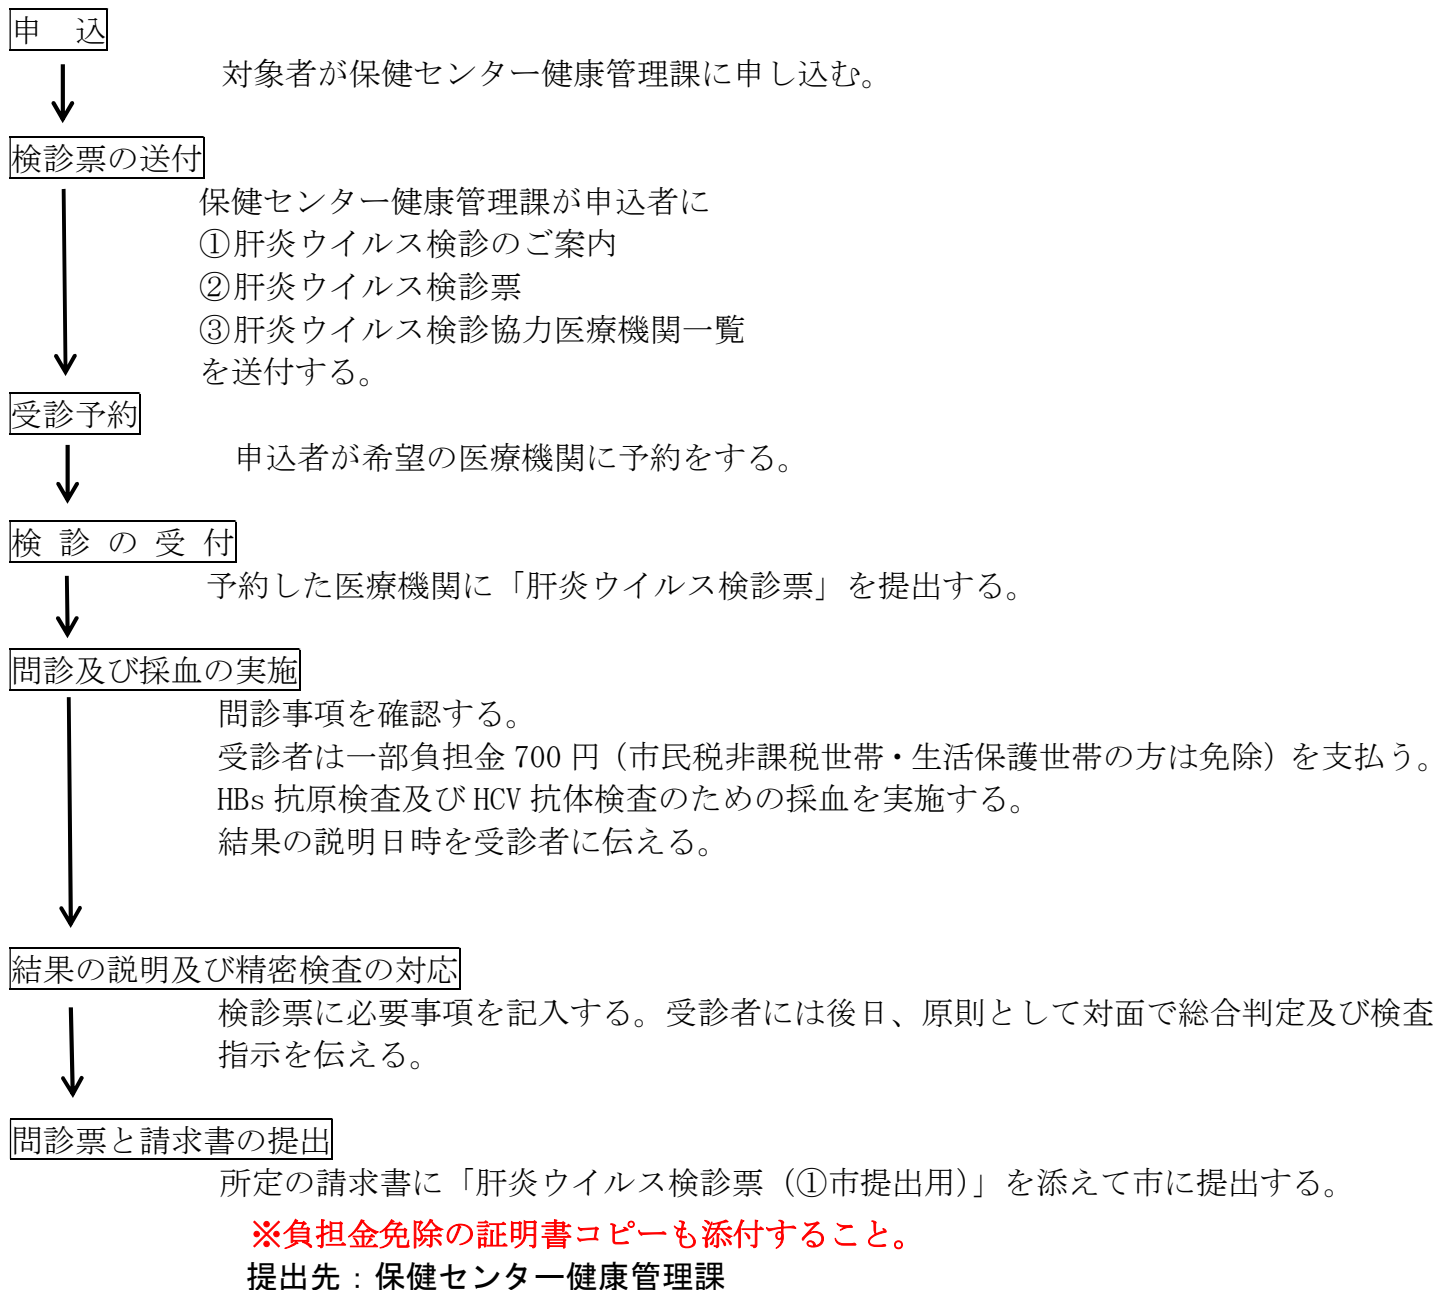 申　込
対象者が保健センター健康管理課に申し込む。
検診票の送付
保健センター健康管理課が申込者に
①肝炎ウイルス検診のご案内
②肝炎ウイルス検診票
③肝炎ウイルス検診協力医療機関一覧
を送付する。
受診予約
申込者が希望の医療機関に予約をする。
検 診 の 受 付
予約した医療機関に「肝炎ウイルス検診票」を提出する。
問診及び採血の実施
問診事項を確認する。
受診者は一部負担金 700 円（市民税非課税世帯・生活保護世帯の方は免除）を支払う。
HBs 抗原検査及び HCV 抗体検査のための採血を実施する。
結果の説明日時を受診者に伝える。
結果の説明及び精密検査の対応
検診票に必要事項を記入する。受診者には後日、原則として対面で総合判定及び検査
指示を伝える。
問診票と請求書の提出
所定の請求書に「肝炎ウイルス検診票（①市提出用）」を添えて市に提出する。
※負担金免除の証明書コピーも添付すること。
提出先：保健センター健康管理課